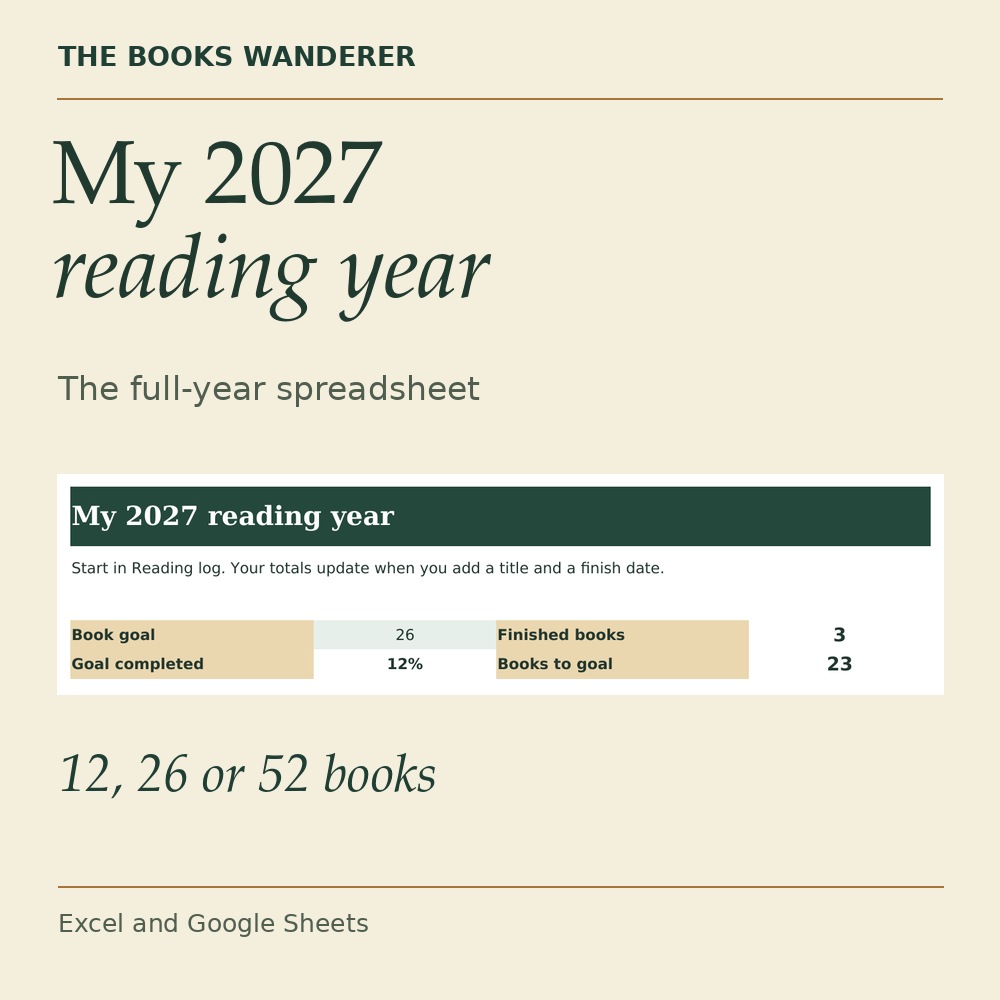 THE BOOKS WANDERER
My 2027
reading year
The full-year spreadsheet
My 2027 reading year
Start in Reading log. Your totals update when you add a title and a finish date.
Book goal 26 Finished books 3
Goal completed 12% Books to goal 23
12, 26 or 52 books
Excel and Google Sheets